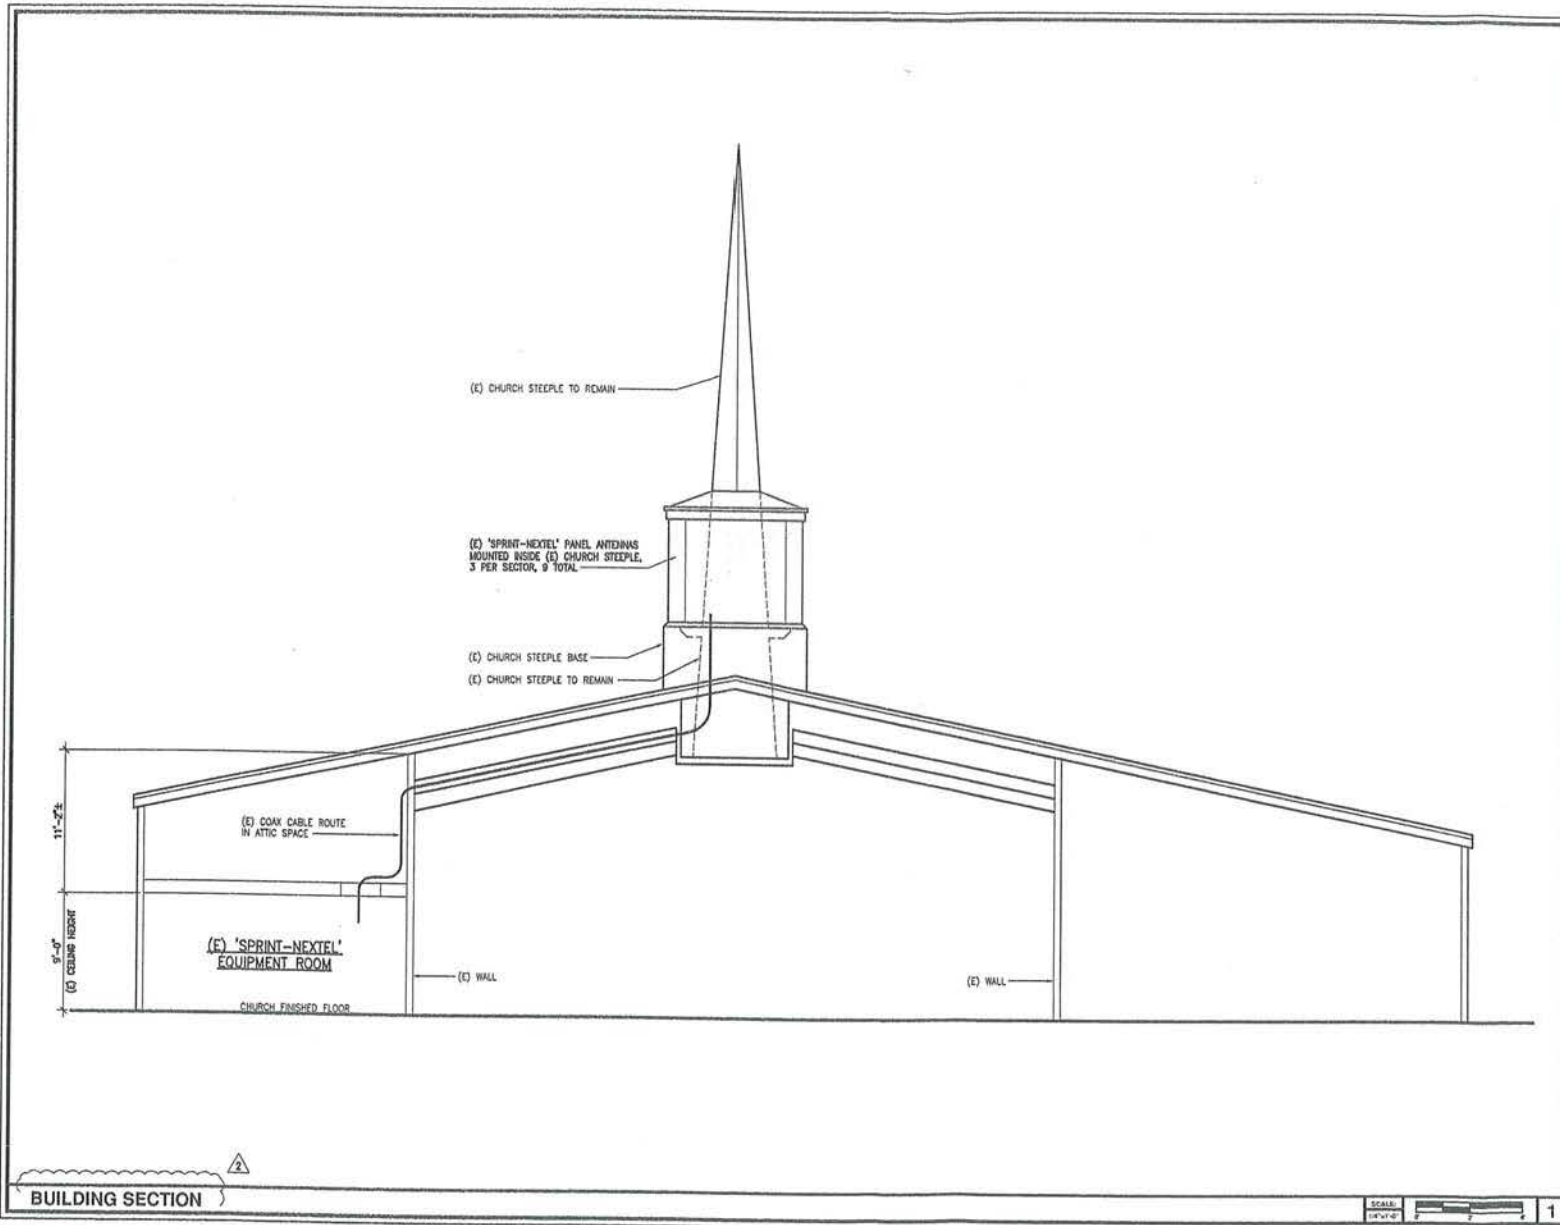 (E) CHURCH STEEPLE TO REMAIN
(E) 'SPRINT-NEXTEL' PANEL ANTENNAS
MOUNTED INSIDE (E) CHURCH STEEPLE,
3 PER SECTOR, 9 TOTAL
(E) CHURCH STEEPLE BASE
(E) CHURCH STEEPLE TO REMAIN
11'-2"±
(E) COAX CABLE ROUTE
IN ATTIC SPACE
9'-0"
(E) CEILING HEIGHT
(E) 'SPRINT-NEXTEL'
EQUIPMENT ROOM
(E) WALL
(E) WALL
CHURCH FINISHED FLOOR
2
BUILDING SECTION
SCALE:
1